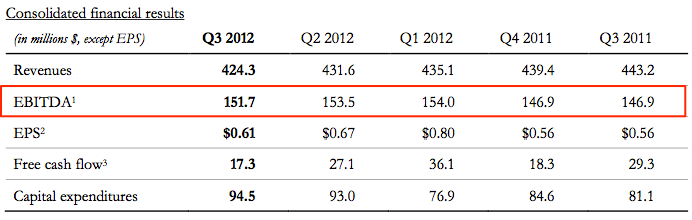 Consolidated financial results
(in millions $, except EPS) Q3 2012 Q2 2012 Q1 2012 Q4 2011 Q3 2011
Revenues 424.3 431.6 435.1 439.4 443.2
EBITDA¹ 151.7 153.5 154.0 146.9 146.9
EPS² $0.61 $0.67 $0.80 $0.56 $0.56
Free cash flow³ 17.3 27.1 36.1 18.3 29.3
Capital expenditures 94.5 93.0 76.9 84.6 81.1